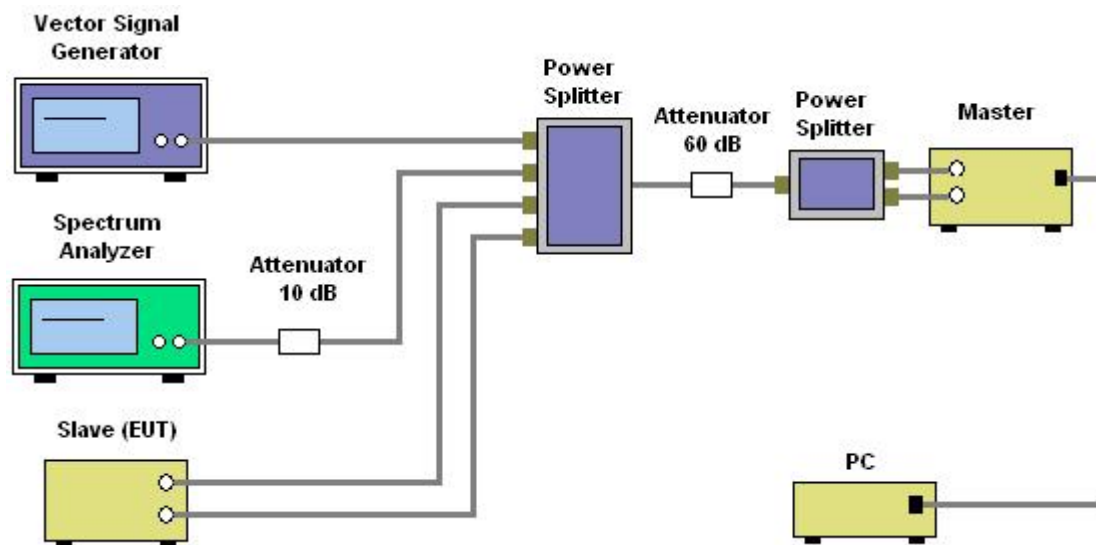 Vector Signal
Generator
Power
Splitter
Attenuator
60 dB
Power
Splitter
Master
Spectrum
Analyzer
Attenuator
10 dB
Slave (EUT)
PC